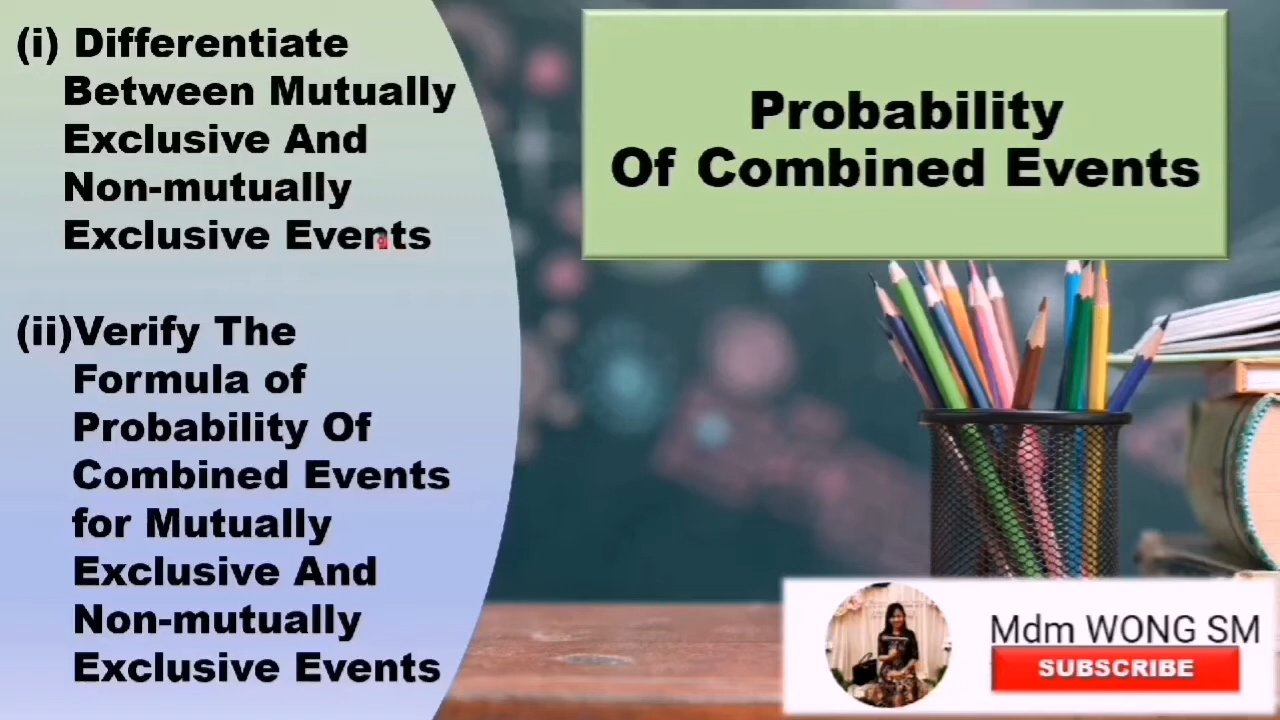 (i) Differentiate
Between Mutually
Exclusive And
Non-mutually
Exclusive Events
(ii)Verify The
Formula of
Probability Of
Combined Events
for Mutually
Exclusive And
Non-mutually
Exclusive Events
Probability
Of Combined Events
Mdm WONG SM
SUBSCRIBE